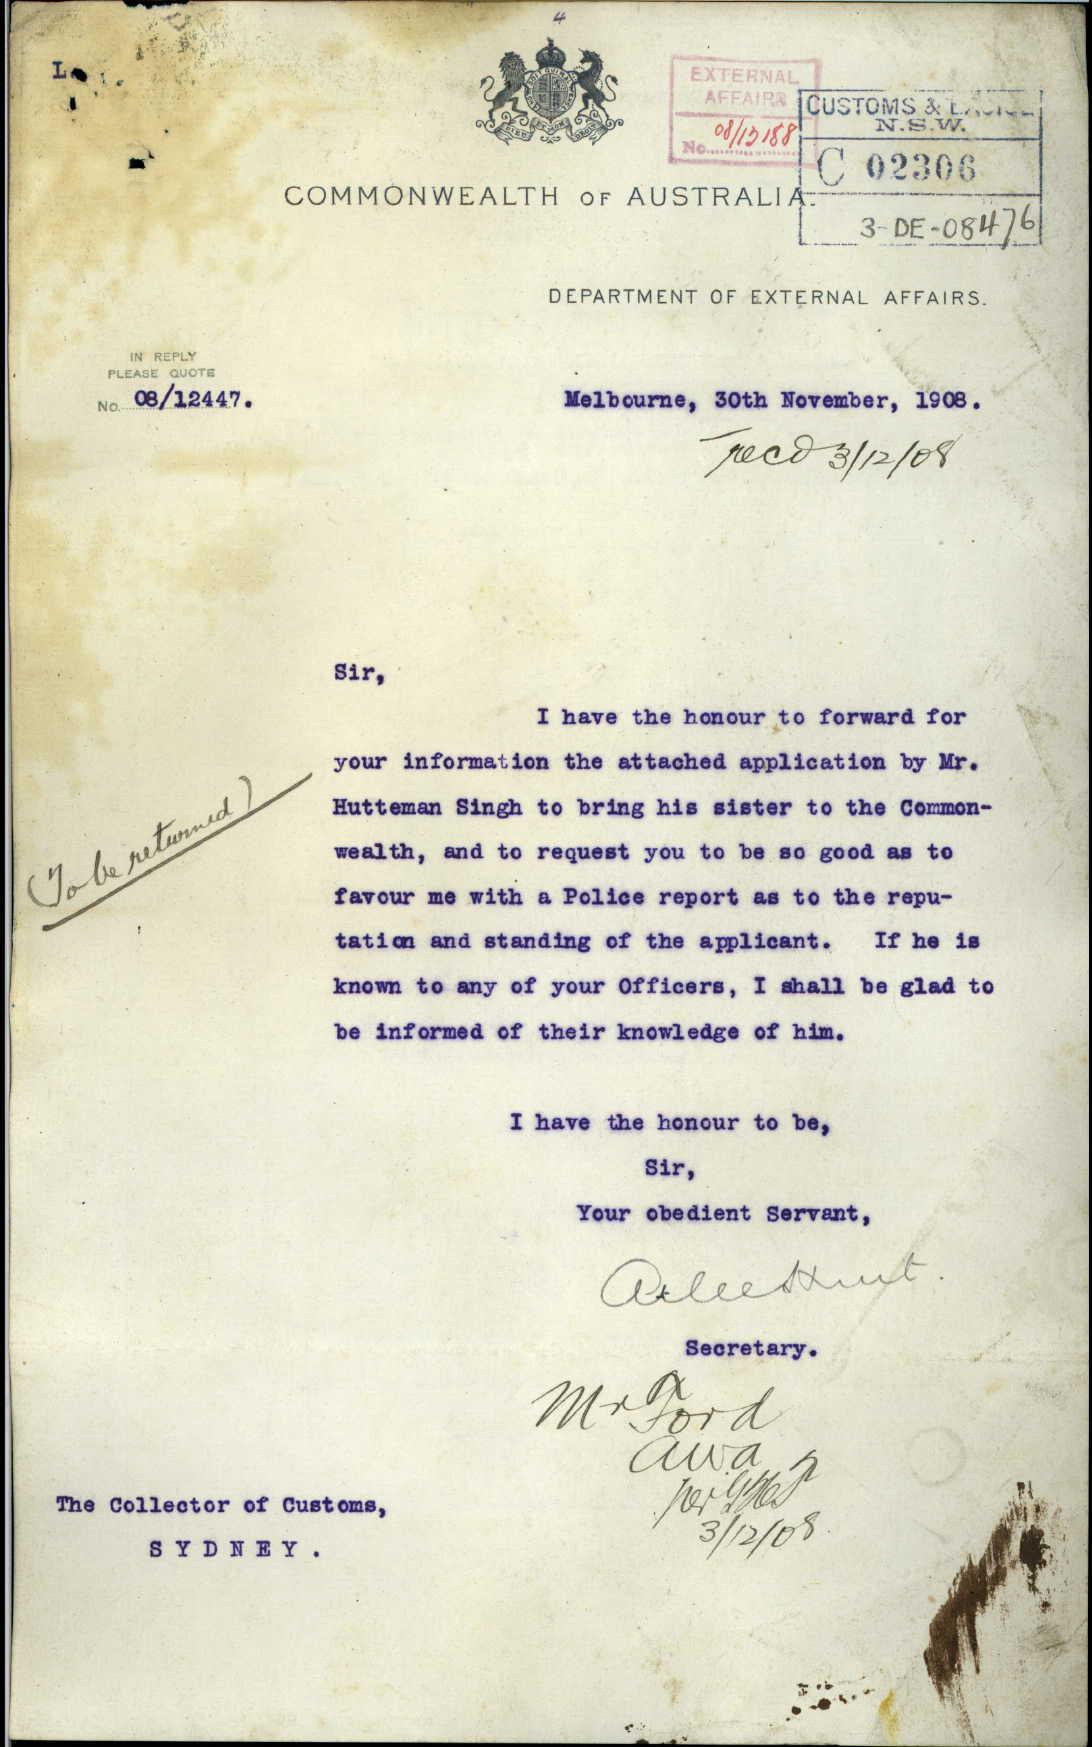 4
L
EXTERNAL
AFFAIRS
No. 08/13188
CUSTOMS & EXCISE
N.S.W.
C 02306
3-DE-08476
COMMONWEALTH OF AUSTRALIA.
DEPARTMENT OF EXTERNAL AFFAIRS.
IN REPLY
PLEASE QUOTE
No. 08/12447.
Melbourne, 30th November, 1908.
recd 3/12/08
Sir,
I have the honour to forward for
your information the attached application by Mr.
Hutteman Singh to bring his sister to the Common-
wealth, and to request you to be so good as to
favour me with a Police report as to the repu-
tation and standing of the applicant. If he is
known to any of your Officers, I shall be glad to
be informed of their knowledge of him.
(To be returned)
I have the honour to be,
Sir,
Your obedient Servant,
Atlee Hunt.
Secretary.
Mr Ford
AWA
per
3/12/08.
The Collector of Customs,
SYDNEY.